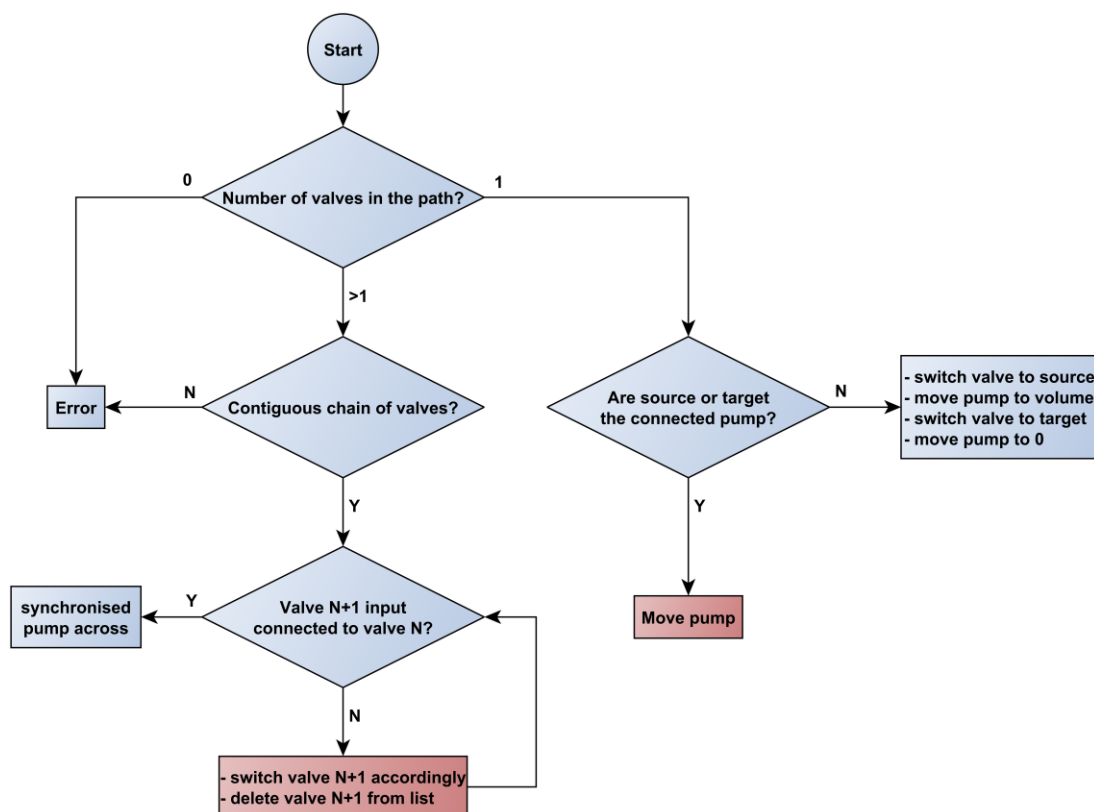 Start
Number of valves in the path?
0
1
>1
Error
N
Contiguous chain of valves?
Are source or target
the connected pump?
N
- switch valve to source
- move pump to volume
- switch valve to target
- move pump to 0
Y
Y
synchronised
pump across
Y
Valve N+1 input
connected to valve N?
Move pump
N
- switch valve N+1 accordingly
- delete valve N+1 from list